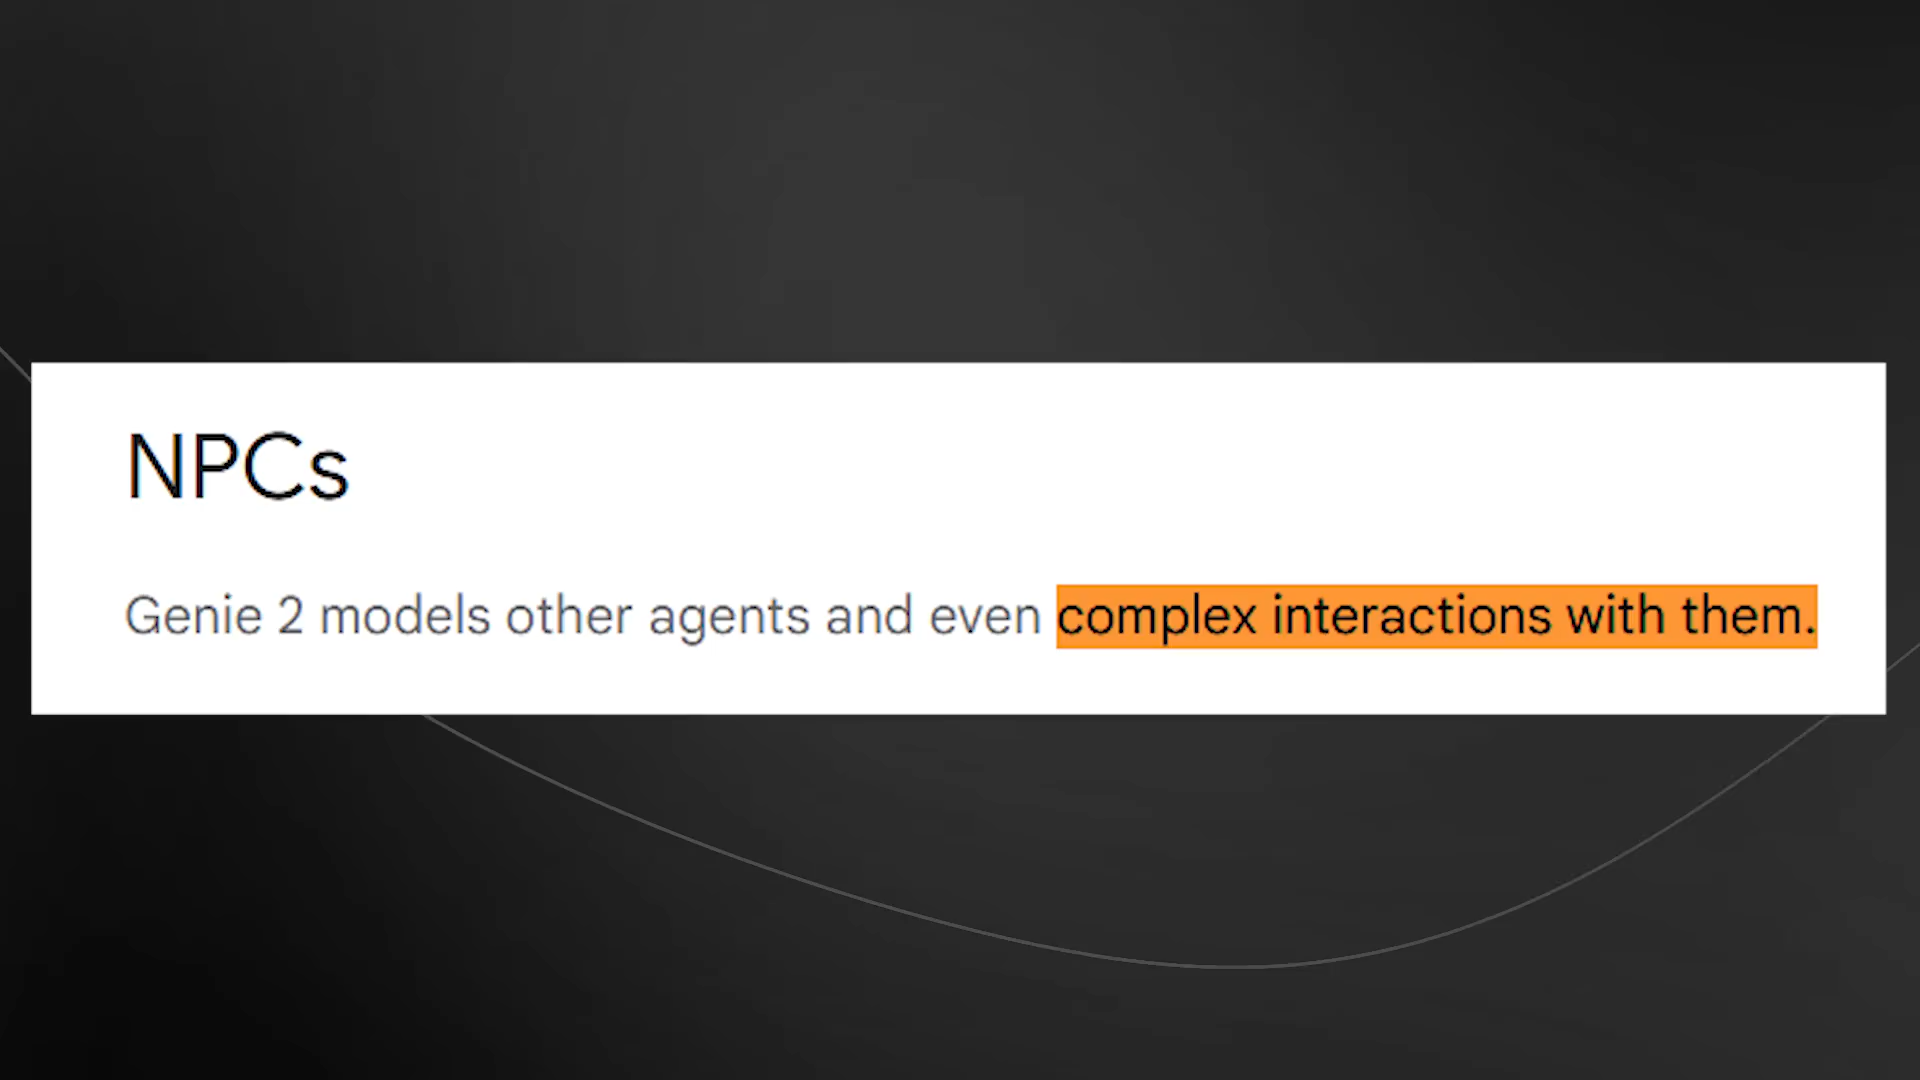 NPCs
Genie 2 models other agents and even complex interactions with them.